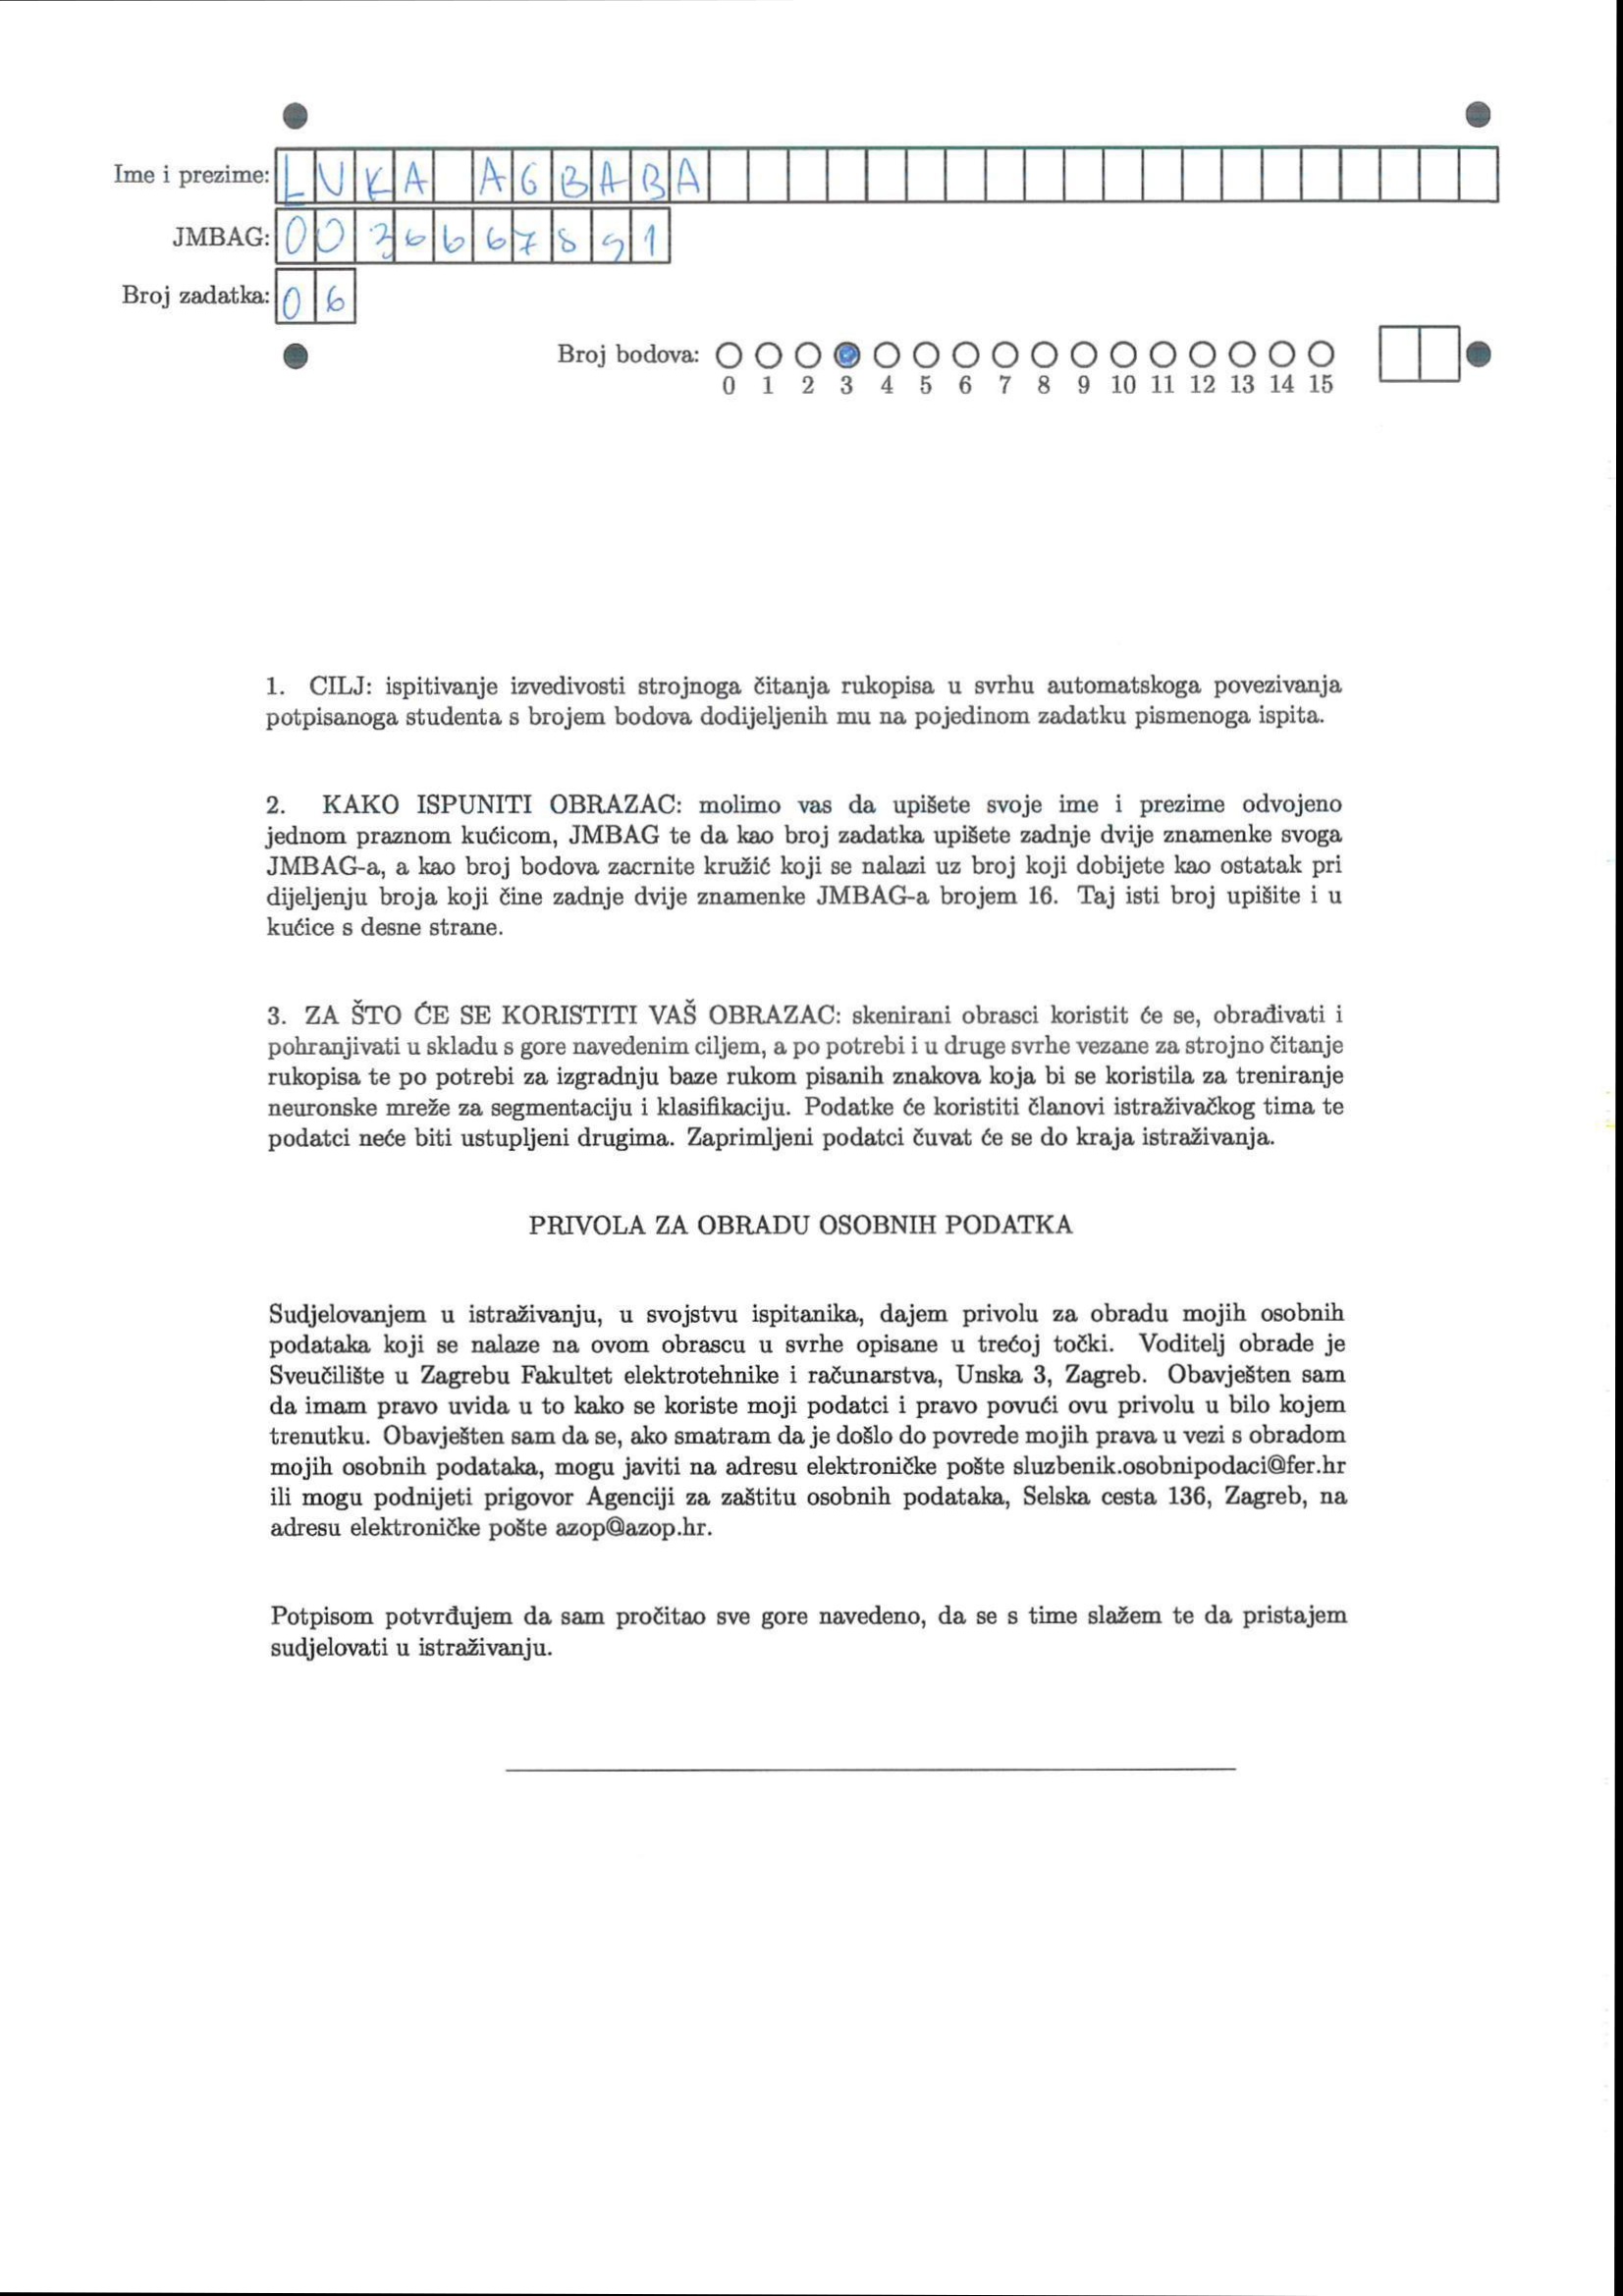 Ime i prezime: LUKA AGBABA
JMBAG: 0036667891
Broj zadatka: 06
Broj bodova:
0 1 2 3 4 5 6 7 8 9 10 11 12 13 14 15
1. CILJ: ispitivanje izvedivosti strojnoga čitanja rukopisa u svrhu automatskoga povezivanja
potpisanoga studenta s brojem bodova dodijeljenih mu na pojedinom zadatku pismenoga ispita.
2. KAKO ISPUNITI OBRAZAC: molimo vas da upišete svoje ime i prezime odvojeno
jednom praznom kućicom, JMBAG te da kao broj zadatka upišete zadnje dvije znamenke svoga
JMBAG-a, a kao broj bodova zacrnite kružić koji se nalazi uz broj koji dobijete kao ostatak pri
dijeljenju broja koji čine zadnje dvije znamenke JMBAG-a brojem 16. Taj isti broj upišite i u
kućice s desne strane.
3. ZA ŠTO ĆE SE KORISTITI VAŠ OBRAZAC: skenirani obrasci koristit će se, obrađivati i
pohranjivati u skladu s gore navedenim ciljem, a po potrebi i u druge svrhe vezane za strojno čitanje
rukopisa te po potrebi za izgradnju baze rukom pisanih znakova koja bi se koristila za treniranje
neuronske mreže za segmentaciju i klasifikaciju. Podatke će koristiti članovi istraživačkog tima te
podatci neće biti ustupljeni drugima. Zaprimljeni podatci čuvat će se do kraja istraživanja.
PRIVOLA ZA OBRADU OSOBNIH PODATKA
Sudjelovanjem u istraživanju, u svojstvu ispitanika, dajem privolu za obradu mojih osobnih
podataka koji se nalaze na ovom obrascu u svrhe opisane u trećoj točki. Voditelj obrade je
Sveučilište u Zagrebu Fakultet elektrotehnike i računarstva, Unska 3, Zagreb. Obavješten sam
da imam pravo uvida u to kako se koriste moji podatci i pravo povući ovu privolu u bilo kojem
trenutku. Obavješten sam da se, ako smatram da je došlo do povrede mojih prava u vezi s obradom
mojih osobnih podataka, mogu javiti na adresu elektroničke pošte sluzbenik.osobnipodaci@fer.hr
ili mogu podnijeti prigovor Agenciji za zaštitu osobnih podataka, Selska cesta 136, Zagreb, na
adresu elektroničke pošte azop@azop.hr.
Potpisom potvrđujem da sam pročitao sve gore navedeno, da se s time slažem te da pristajem
sudjelovati u istraživanju.